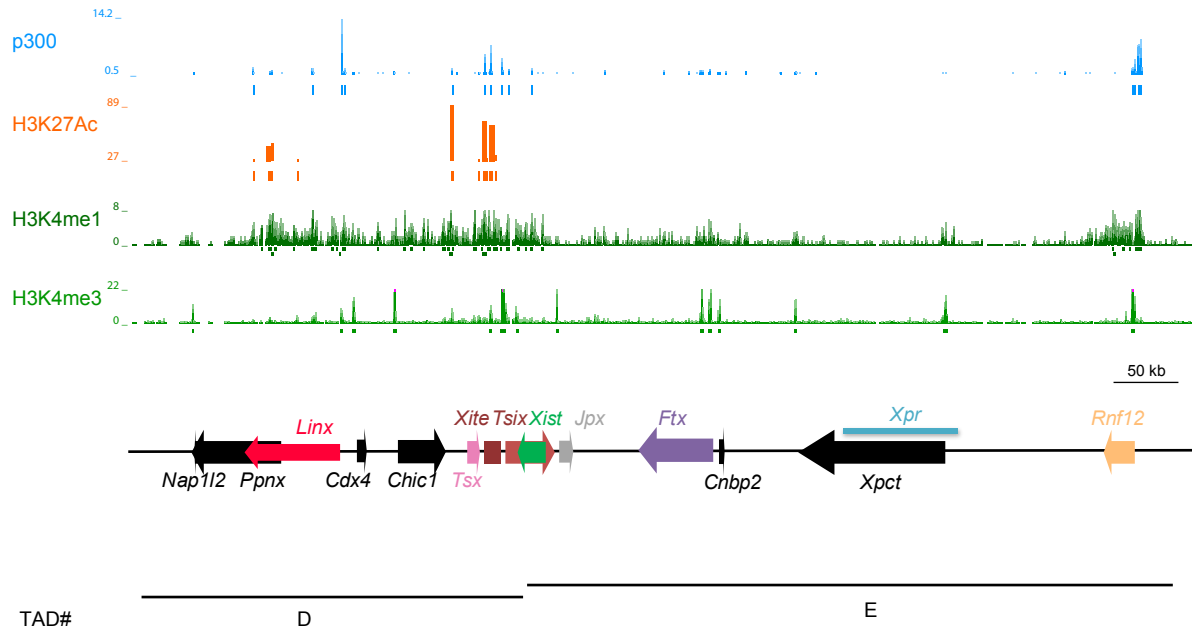 14.2
p300
0.5
89
H3K27Ac
27
8
H3K4me1
0
22
H3K4me3
0
50 kb
Linx Xite Tsix Xist Jpx Ftx Xpr Rnf12
Nap1l2 Ppnx Cdx4 Chic1 Tsx Cnbp2 Xpct
TAD# D E